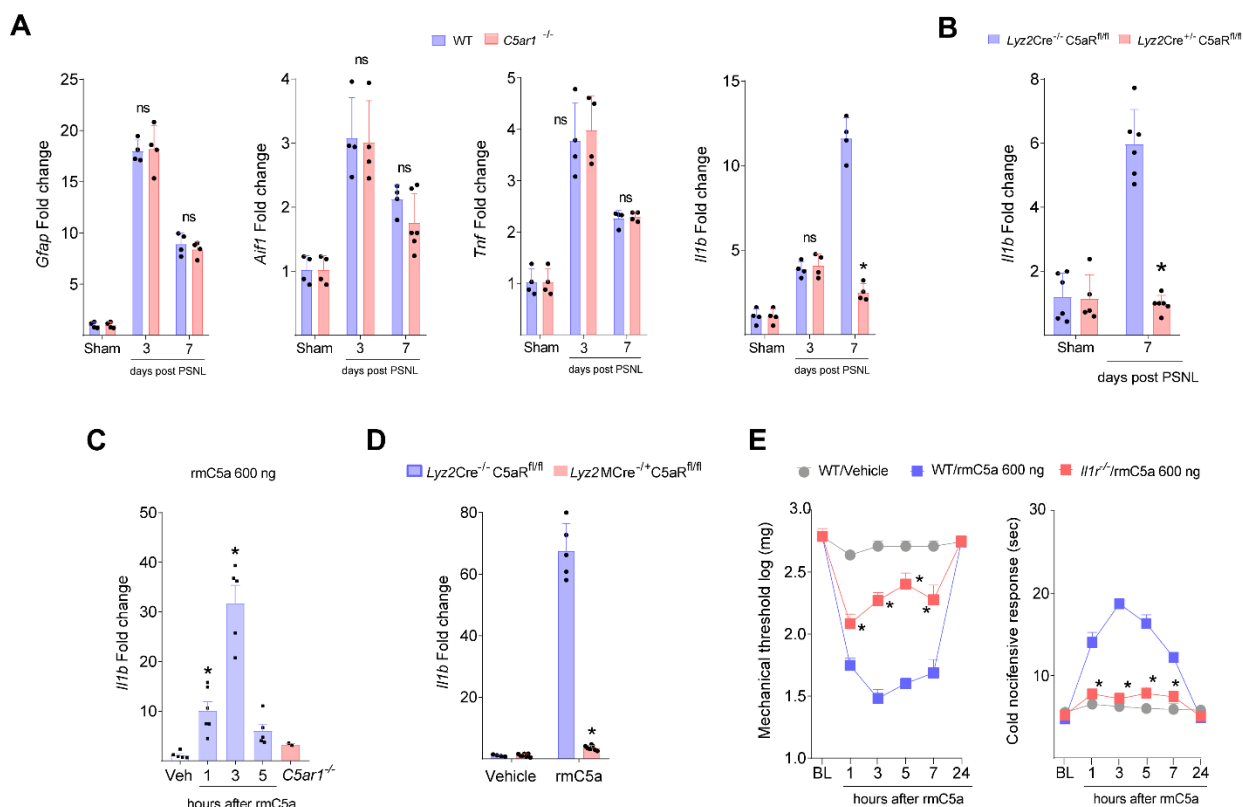 A
WT C5ar1 -/-
Gfap Fold change
25
20
15
10
5
0
ns
ns
Sham 3 7
days post PSNL
Aif1 Fold change
4
3
2
1
0
ns
ns
Sham 3 7
days post PSNL
Tnf Fold change
5
4
3
2
1
0
ns
ns
Sham 3 7
days post PSNL
Il1b Fold change
15
10
5
0
ns
*
Sham 3 7
days post PSNL
B
Lyz2Cre-/- C5aRfl/fl Lyz2Cre+/- C5aRfl/fl
Il1b Fold change
8
6
4
2
0
*
Sham 7
days post PSNL
C
rmC5a 600 ng
Il1b Fold change
50
40
30
20
10
0
*
*
Veh 1 3 5 C5ar1-/-
hours after rmC5a
D
Lyz2Cre-/- C5aRfl/fl Lyz2 MCre-/+C5aRfl/fl
Il1b Fold change
80
60
40
20
0
*
Vehicle rmC5a
E
WT/Vehicle WT/rmC5a 600 ng Il1r-/-/rmC5a 600 ng
Mechanical threshold log (mg)
3.0
2.5
2.0
1.5
1.0
* * * *
BL 1 3 5 7 24
hours after rmC5a
Cold nocifensive response (sec)
30
20
10
0
* * * *
BL 1 3 5 7 24
hours after rmC5a